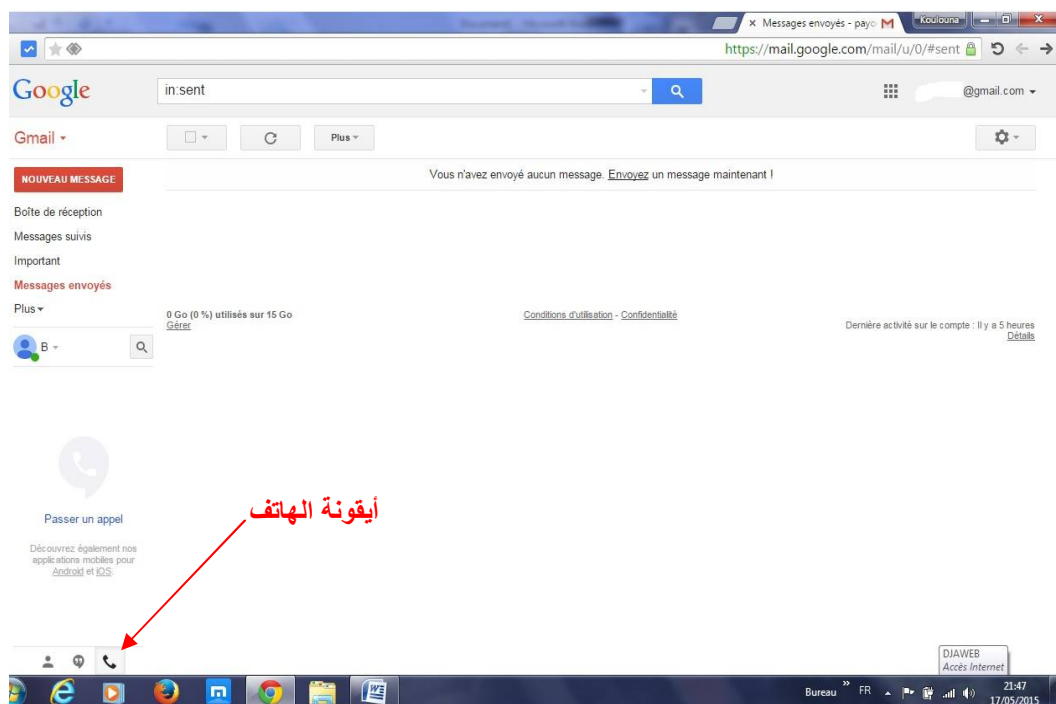 Messages envoyés - payo
Koulouna
https://mail.google.com/mail/u/0/#sent
Google
in:sent
@gmail.com
Gmail
Plus
NOUVEAU MESSAGE
Vous n'avez envoyé aucun message. Envoyez un message maintenant !
Boîte de réception
Messages suivis
Important
Messages envoyés
Plus
0 Go (0 %) utilisés sur 15 Go
Gérer
Conditions d'utilisation - Confidentialité
Dernière activité sur le compte : Il y a 5 heures
Détails
B
أيقونة الهاتف
Passer un appel
Découvrez également nos
applications mobiles pour
Android et iOS.
DJAWEB
Accès Internet
Bureau
FR
21:47
17/05/2015